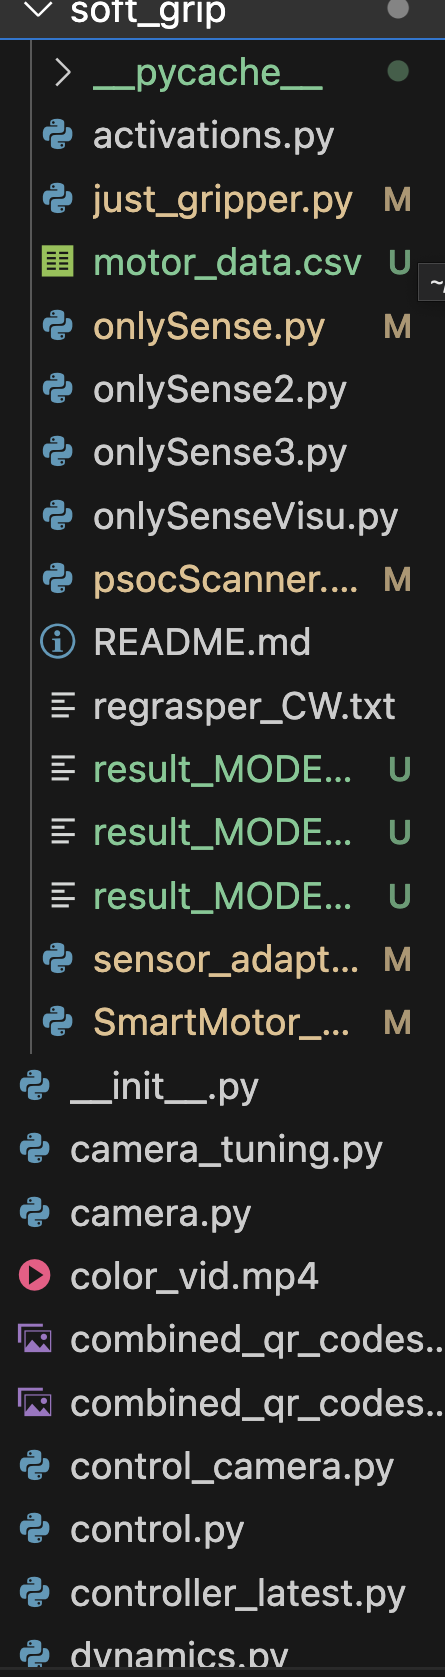 soft_grip
__pycache__
activations.py
just_gripper.py M
motor_data.csv U
~/
onlySense.py M
onlySense2.py
onlySense3.py
onlySenseVisu.py
psocScanner.... M
README.md
regrasper_CW.txt
result_MODE... U
result_MODE... U
result_MODE... U
sensor_adapt... M
SmartMotor_... M
__init__.py
camera_tuning.py
camera.py
color_vid.mp4
combined_qr_codes..
combined_qr_codes..
control_camera.py
control.py
controller_latest.py
dynamics.py